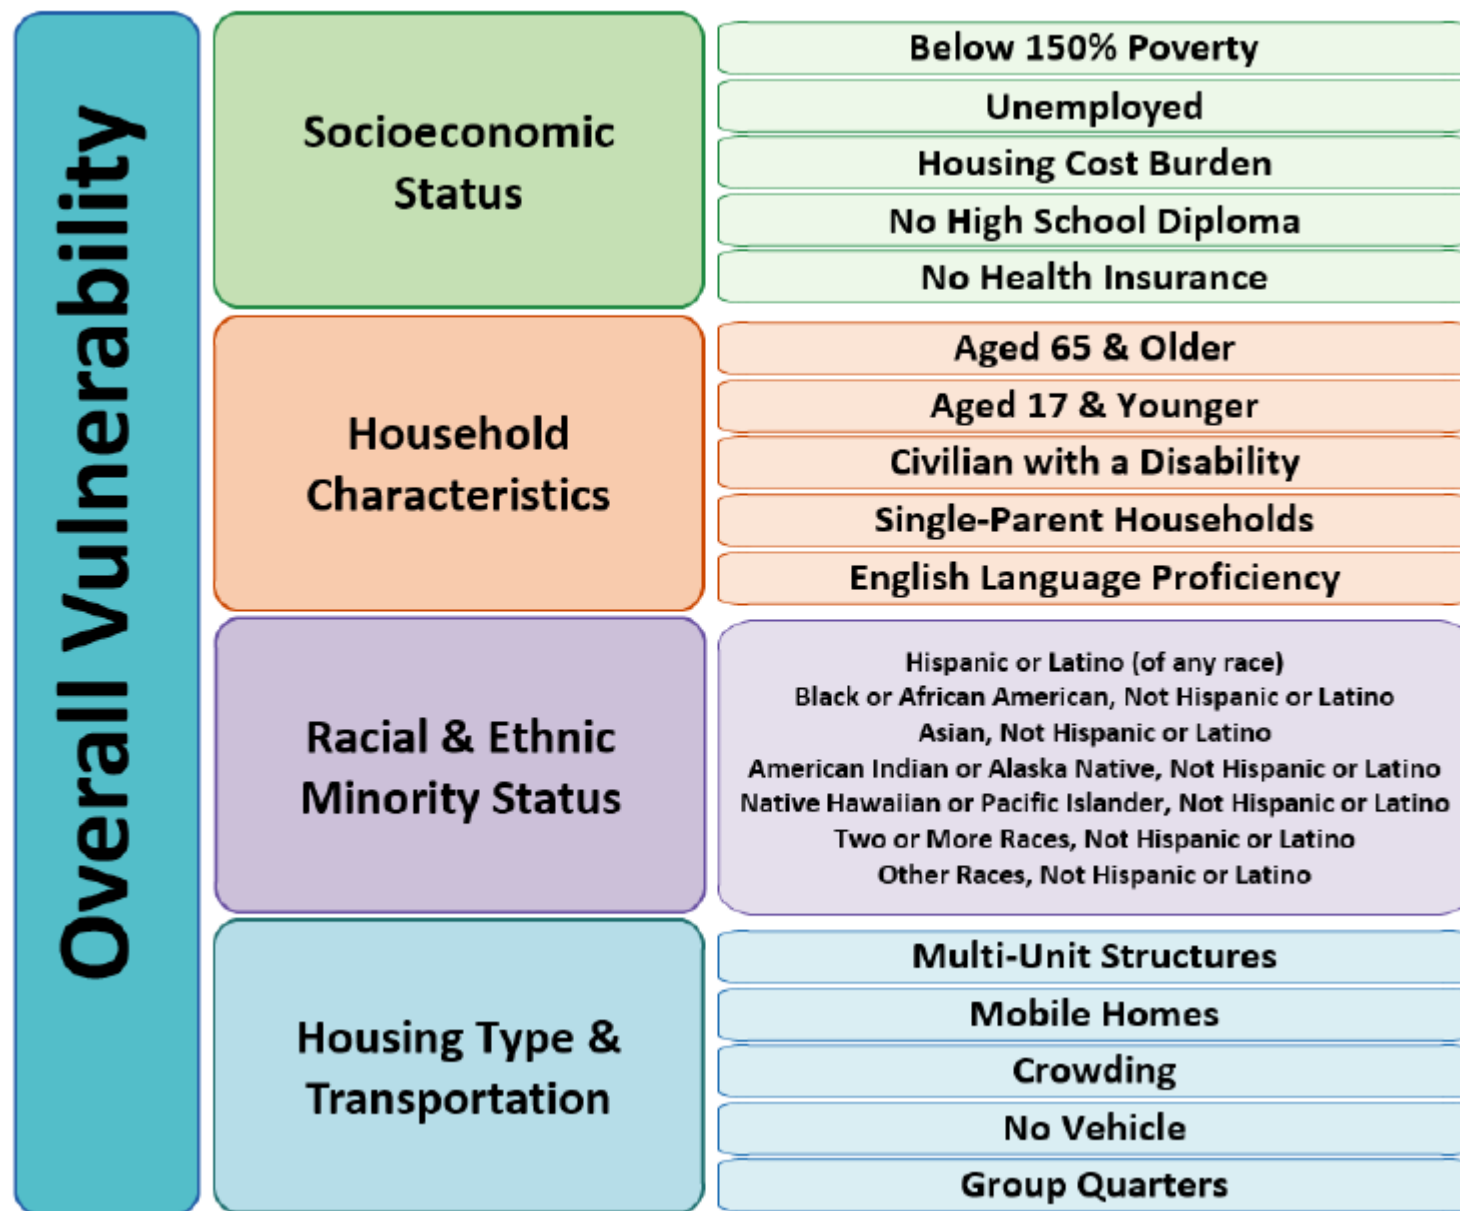 Overall Vulnerability
Socioeconomic
Status
Below 150% Poverty
Unemployed
Housing Cost Burden
No High School Diploma
No Health Insurance
Household
Characteristics
Aged 65 & Older
Aged 17 & Younger
Civilian with a Disability
Single-Parent Households
English Language Proficiency
Racial & Ethnic
Minority Status
Hispanic or Latino (of any race)
Black or African American, Not Hispanic or Latino
Asian, Not Hispanic or Latino
American Indian or Alaska Native, Not Hispanic or Latino
Native Hawaiian or Pacific Islander, Not Hispanic or Latino
Two or More Races, Not Hispanic or Latino
Other Races, Not Hispanic or Latino
Housing Type &
Transportation
Multi-Unit Structures
Mobile Homes
Crowding
No Vehicle
Group Quarters